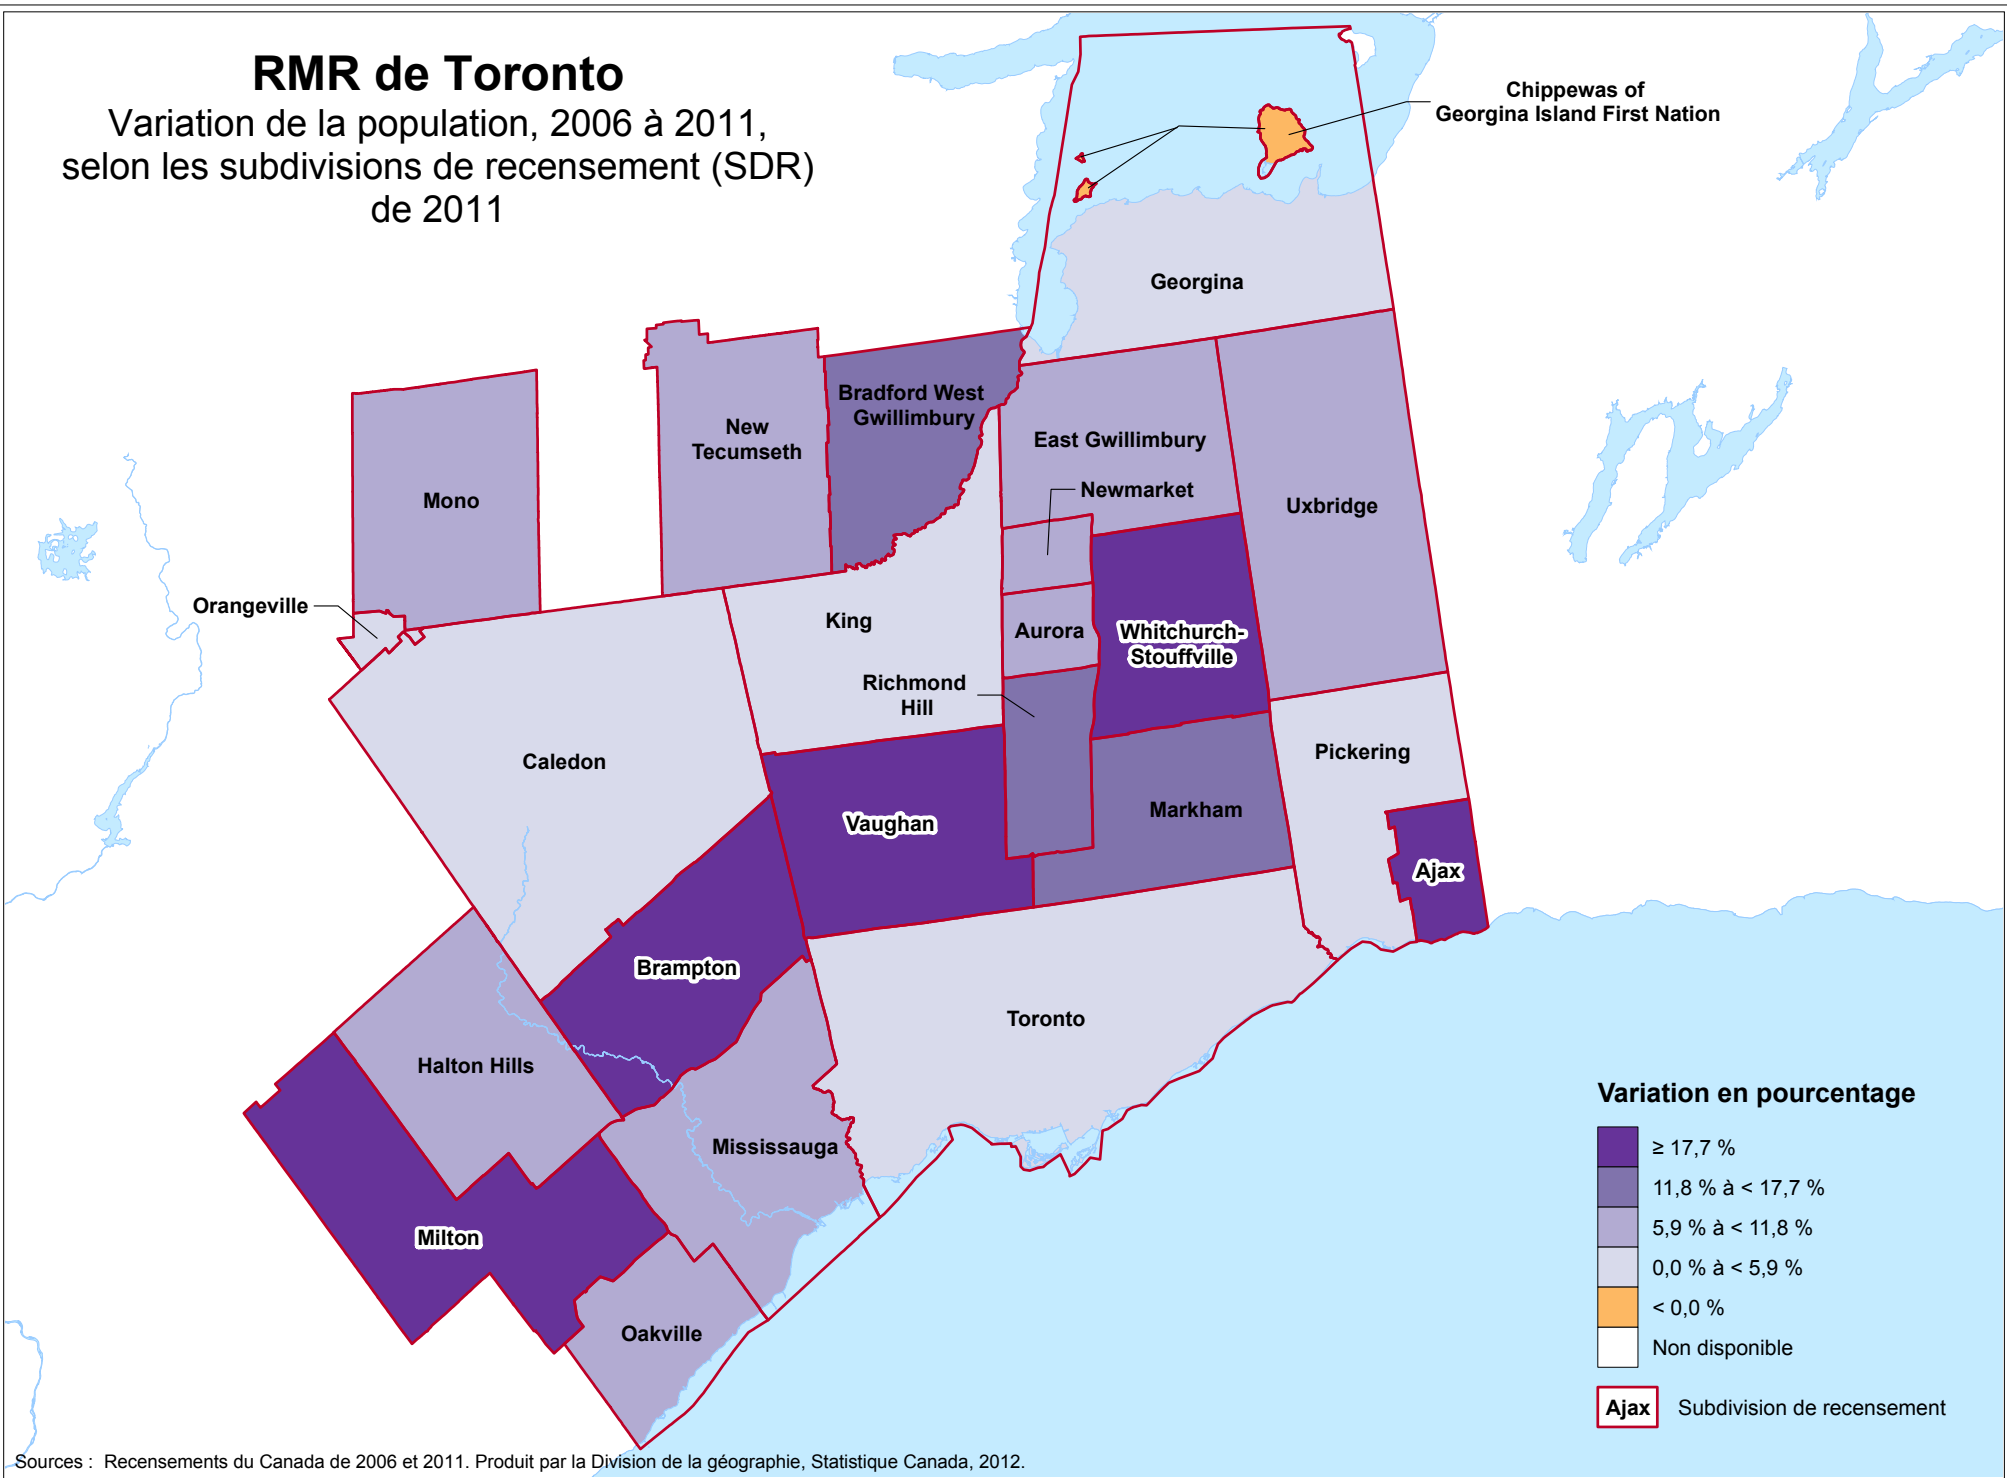 RMR de Toronto
Variation de la population, 2006 à 2011,
selon les subdivisions de recensement (SDR)
de 2011
Chippewas of
Georgina Island First Nation
Georgina
Bradford West
Gwillimbury
New
Tecumseth
East Gwillimbury
Mono
Newmarket
Uxbridge
Orangeville
King
Aurora
Whitchurch-
Stouffville
Richmond
Hill
Caledon
Pickering
Vaughan
Markham
Ajax
Brampton
Toronto
Halton Hills
Mississauga
Milton
Oakville
Variation en pourcentage
≥ 17,7 %
11,8 % à < 17,7 %
5,9 % à < 11,8 %
0,0 % à < 5,9 %
< 0,0 %
Non disponible
Ajax Subdivision de recensement
Sources : Recensements du Canada de 2006 et 2011. Produit par la Division de la géographie, Statistique Canada, 2012.